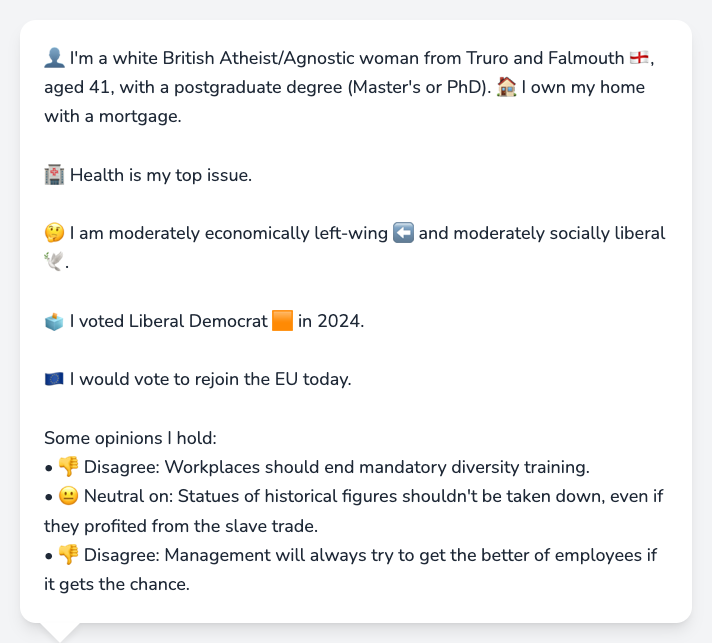 👤 I'm a white British Atheist/Agnostic woman from Truro and Falmouth 🏴󠁧󠁢󠁥󠁮󠁧󠁿,
aged 41, with a postgraduate degree (Master's or PhD). 🏠 I own my home
with a mortgage.
🏥 Health is my top issue.
🤔 I am moderately economically left-wing ⬅️ and moderately socially liberal
🕊️.
🗳️ I voted Liberal Democrat 🟧 in 2024.
🇪🇺 I would vote to rejoin the EU today.
Some opinions I hold:
• 👎 Disagree: Workplaces should end mandatory diversity training.
• 😐 Neutral on: Statues of historical figures shouldn't be taken down, even if
they profited from the slave trade.
• 👎 Disagree: Management will always try to get the better of employees if
it gets the chance.